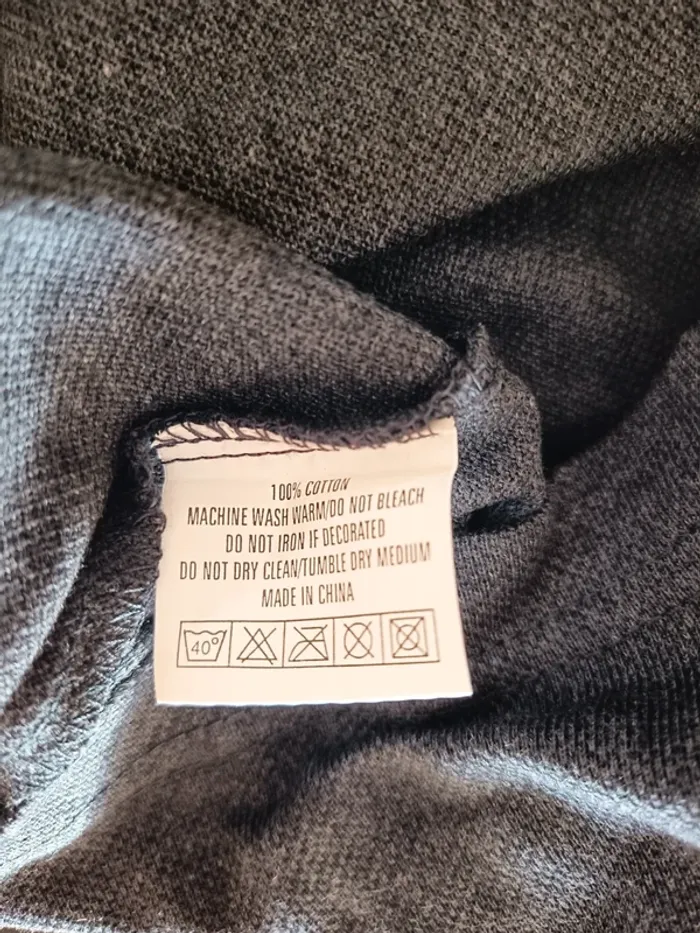 100% COTTON
MACHINE WASH WARM/DO NOT BLEACH
DO NOT IRON IF DECORATED
DO NOT DRY CLEAN/TUMBLE DRY MEDIUM
MADE IN CHINA
40°